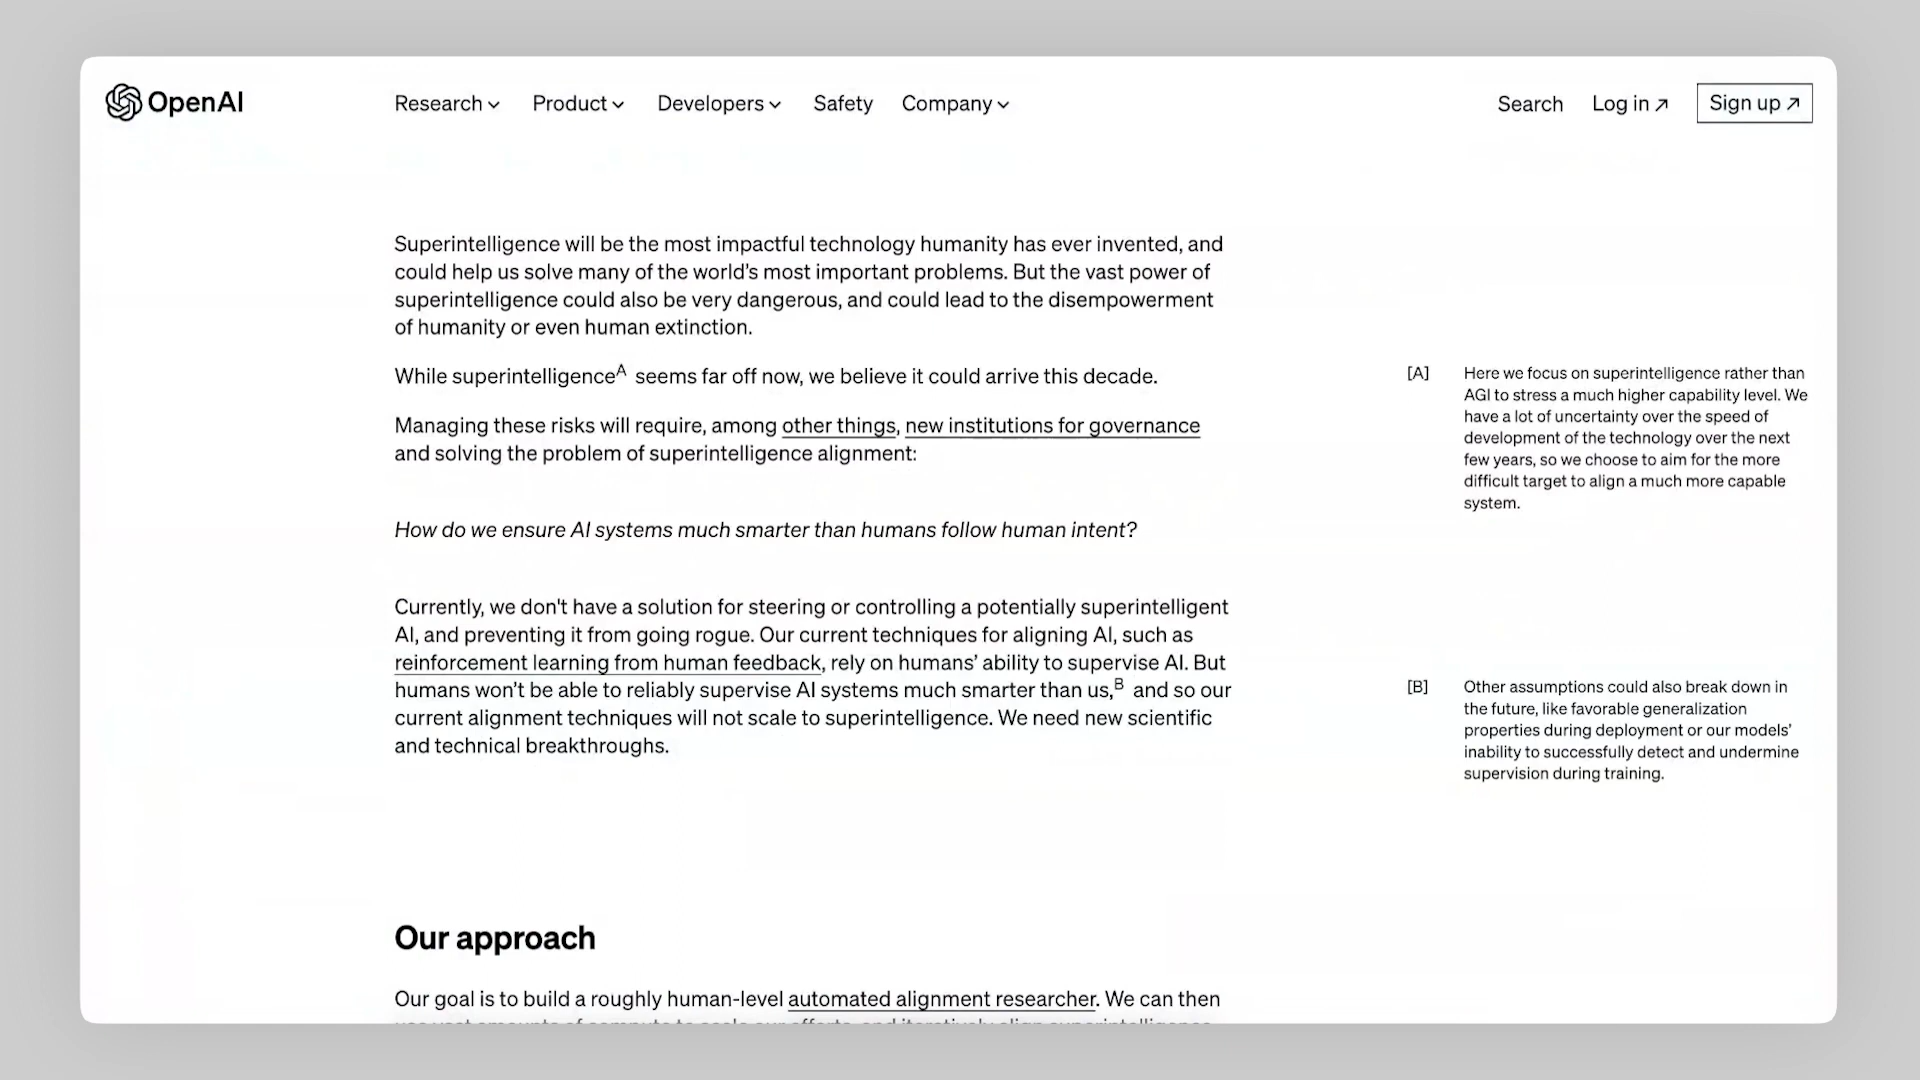 OpenAI
Research
Product
Developers
Safety
Company
Search
Log in ↗
Sign up ↗
Superintelligence will be the most impactful technology humanity has ever invented, and
could help us solve many of the world’s most important problems. But the vast power of
superintelligence could also be very dangerous, and could lead to the disempowerment
of humanity or even human extinction.
While superintelligenceA seems far off now, we believe it could arrive this decade.
Managing these risks will require, among other things, new institutions for governance
and solving the problem of superintelligence alignment:
How do we ensure AI systems much smarter than humans follow human intent?
Currently, we don't have a solution for steering or controlling a potentially superintelligent
AI, and preventing it from going rogue. Our current techniques for aligning AI, such as
reinforcement learning from human feedback, rely on humans’ ability to supervise AI. But
humans won’t be able to reliably supervise AI systems much smarter than us,B and so our
current alignment techniques will not scale to superintelligence. We need new scientific
and technical breakthroughs.
[A]
Here we focus on superintelligence rather than
AGI to stress a much higher capability level. We
have a lot of uncertainty over the speed of
development of the technology over the next
few years, so we choose to aim for the more
difficult target to align a much more capable
system.
[B]
Other assumptions could also break down in
the future, like favorable generalization
properties during deployment or our models’
inability to successfully detect and undermine
supervision during training.
Our approach
Our goal is to build a roughly human-level automated alignment researcher. We can then